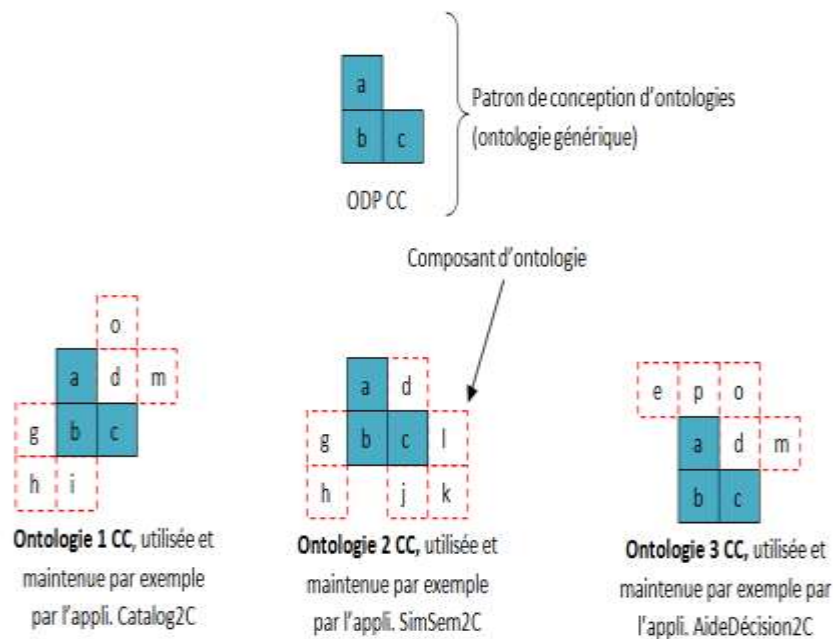 a
b c
ODP CC
Patron de conception d'ontologies
(ontologie générique)
Composant d'ontologie
o
a d m
g b c
h i
Ontologie 1 CC, utilisée et
maintenue par exemple
par l'appli. Catalog2C
a d
g b c l
h j k
Ontologie 2 CC, utilisée et
maintenue par exemple
par l'appli. SimSem2C
e p o
a d m
b c
Ontologie 3 CC, utilisée et
maintenue par exemple par
l'appli. AideDécision2C